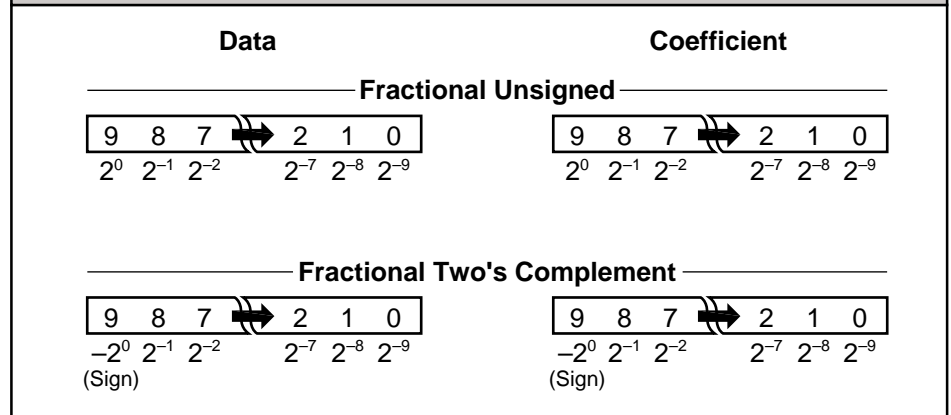 Data Coefficient
Fractional Unsigned
9 8 7 2 1 0 9 8 7 2 1 0
2⁰ 2⁻¹ 2⁻² 2⁻⁷ 2⁻⁸ 2⁻⁹ 2⁰ 2⁻¹ 2⁻² 2⁻⁷ 2⁻⁸ 2⁻⁹
Fractional Two's Complement
9 8 7 2 1 0 9 8 7 2 1 0
–2⁰ 2⁻¹ 2⁻² 2⁻⁷ 2⁻⁸ 2⁻⁹ –2⁰ 2⁻¹ 2⁻² 2⁻⁷ 2⁻⁸ 2⁻⁹
(Sign) (Sign)